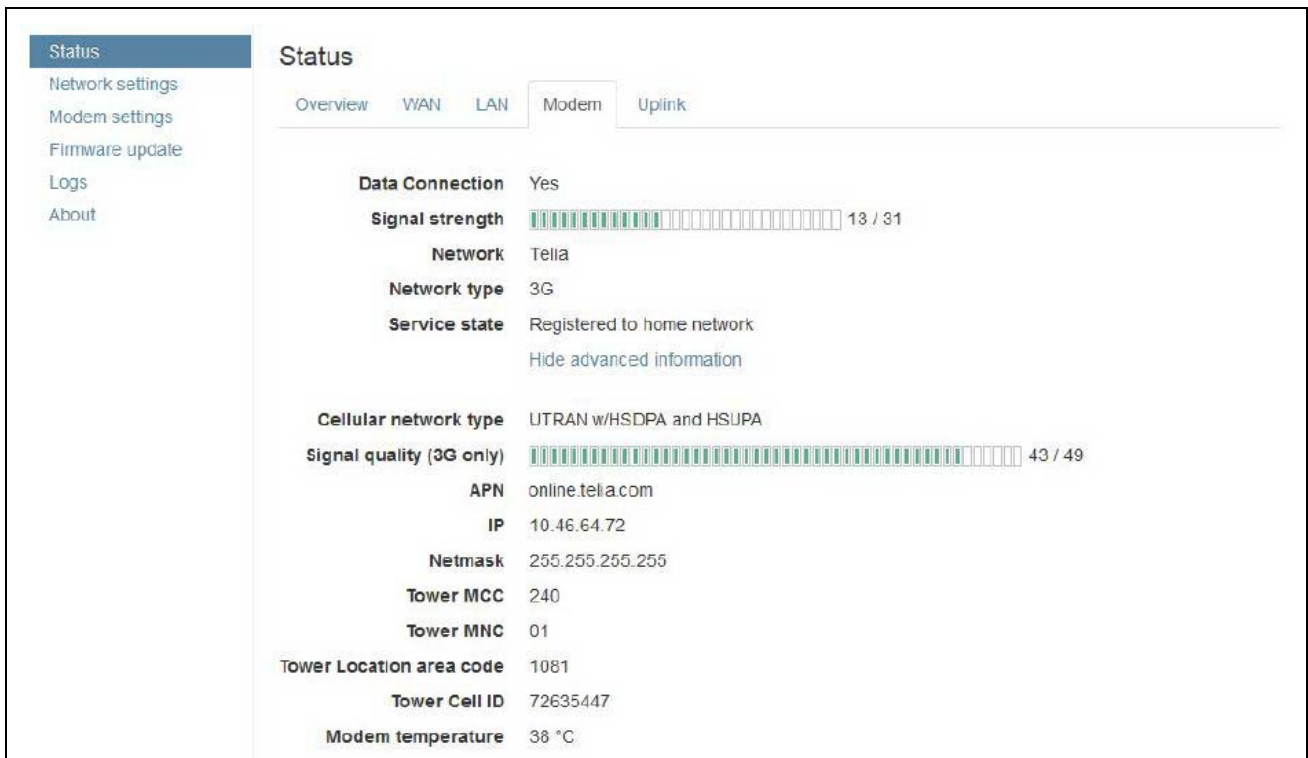 Status
Network settings
Modem settings
Firmware update
Logs
About
Status
Overview WAN LAN Modem Uplink
Data Connection Yes
Signal strength 13 / 31
Network Telia
Network type 3G
Service state Registered to home network
Hide advanced information
Cellular network type UTRAN w/HSDPA and HSUPA
Signal quality (3G only) 43 / 49
APN online.telia.com
IP 10.46.64.72
Netmask 255.255.255.255
Tower MCC 240
Tower MNC 01
Tower Location area code 1081
Tower Cell ID 72635447
Modem temperature 38 °C